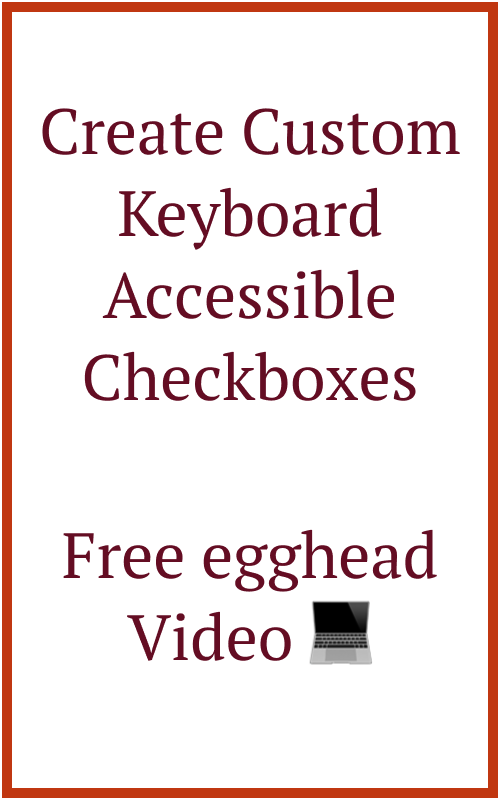 Create Custom
Keyboard
Accessible
Checkboxes
Free egghead
Video 💻